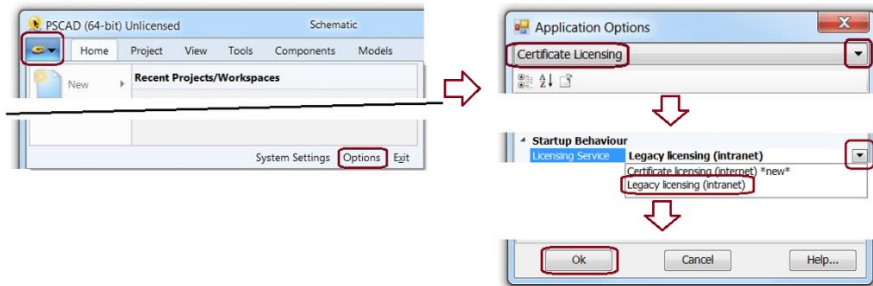 PSCAD (64-bit) Unlicensed Schematic
Home Project View Tools Components Models
New
Recent Projects/Workspaces
System Settings Options Exit
Application Options
Certificate Licensing
Startup Behaviour
Licensing Service Legacy licensing (intranet)
Certificate licensing (internet) *new*
Legacy licensing (intranet)
Ok Cancel Help...